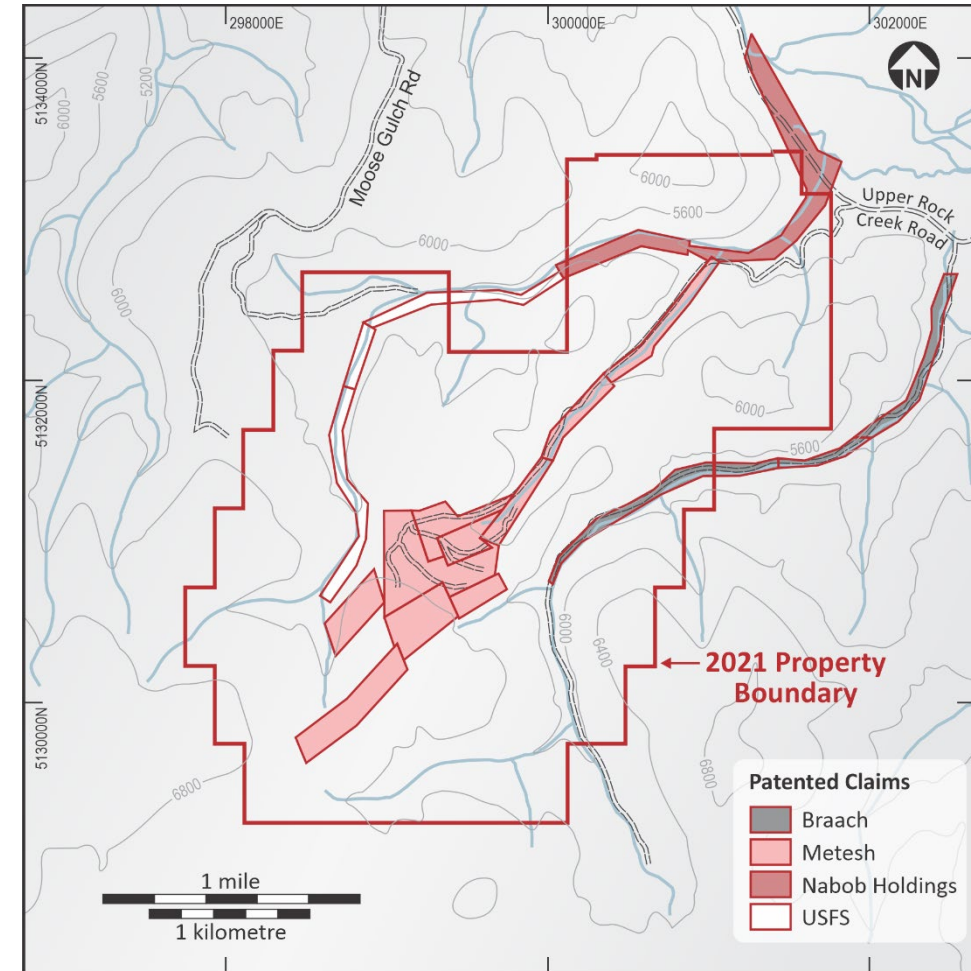 298000E
300000E
302000E
5134000N
5132000N
5130000N
N
6000
5600
5200
Moose Gulch Rd
6000
5600
6000
6000
Upper Rock
Creek Road
6000
5600
6000
6400
6800
6800
2021 Property
Boundary
Patented Claims
Braach
Metesh
Nabob Holdings
USFS
1 mile
1 kilometre